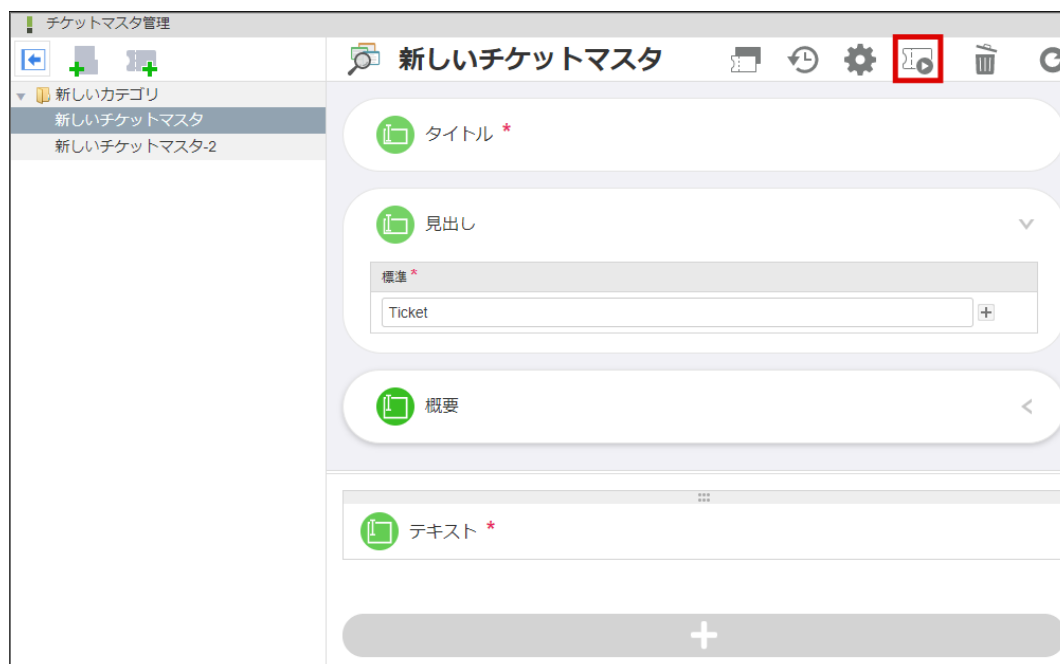 チケットマスタ管理
新しいチケットマスタ
新しいカテゴリ
新しいチケットマスタ
新しいチケットマスタ-2
タイトル *
見出し
標準 *
Ticket
概要
テキスト *